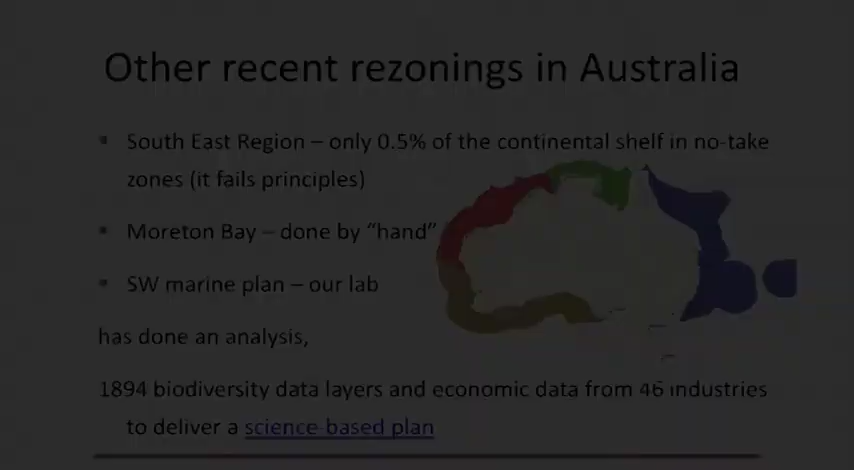 Other recent rezonings in Australia
▪ South East Region – only 0.5% of the continental shelf in no-take
zones (it fails principles)
▪ Moreton Bay – done by “hand”
▪ SW marine plan – our lab
has done an analysis,
1894 biodiversity data layers and economic data from 46 industries
to deliver a science-based plan